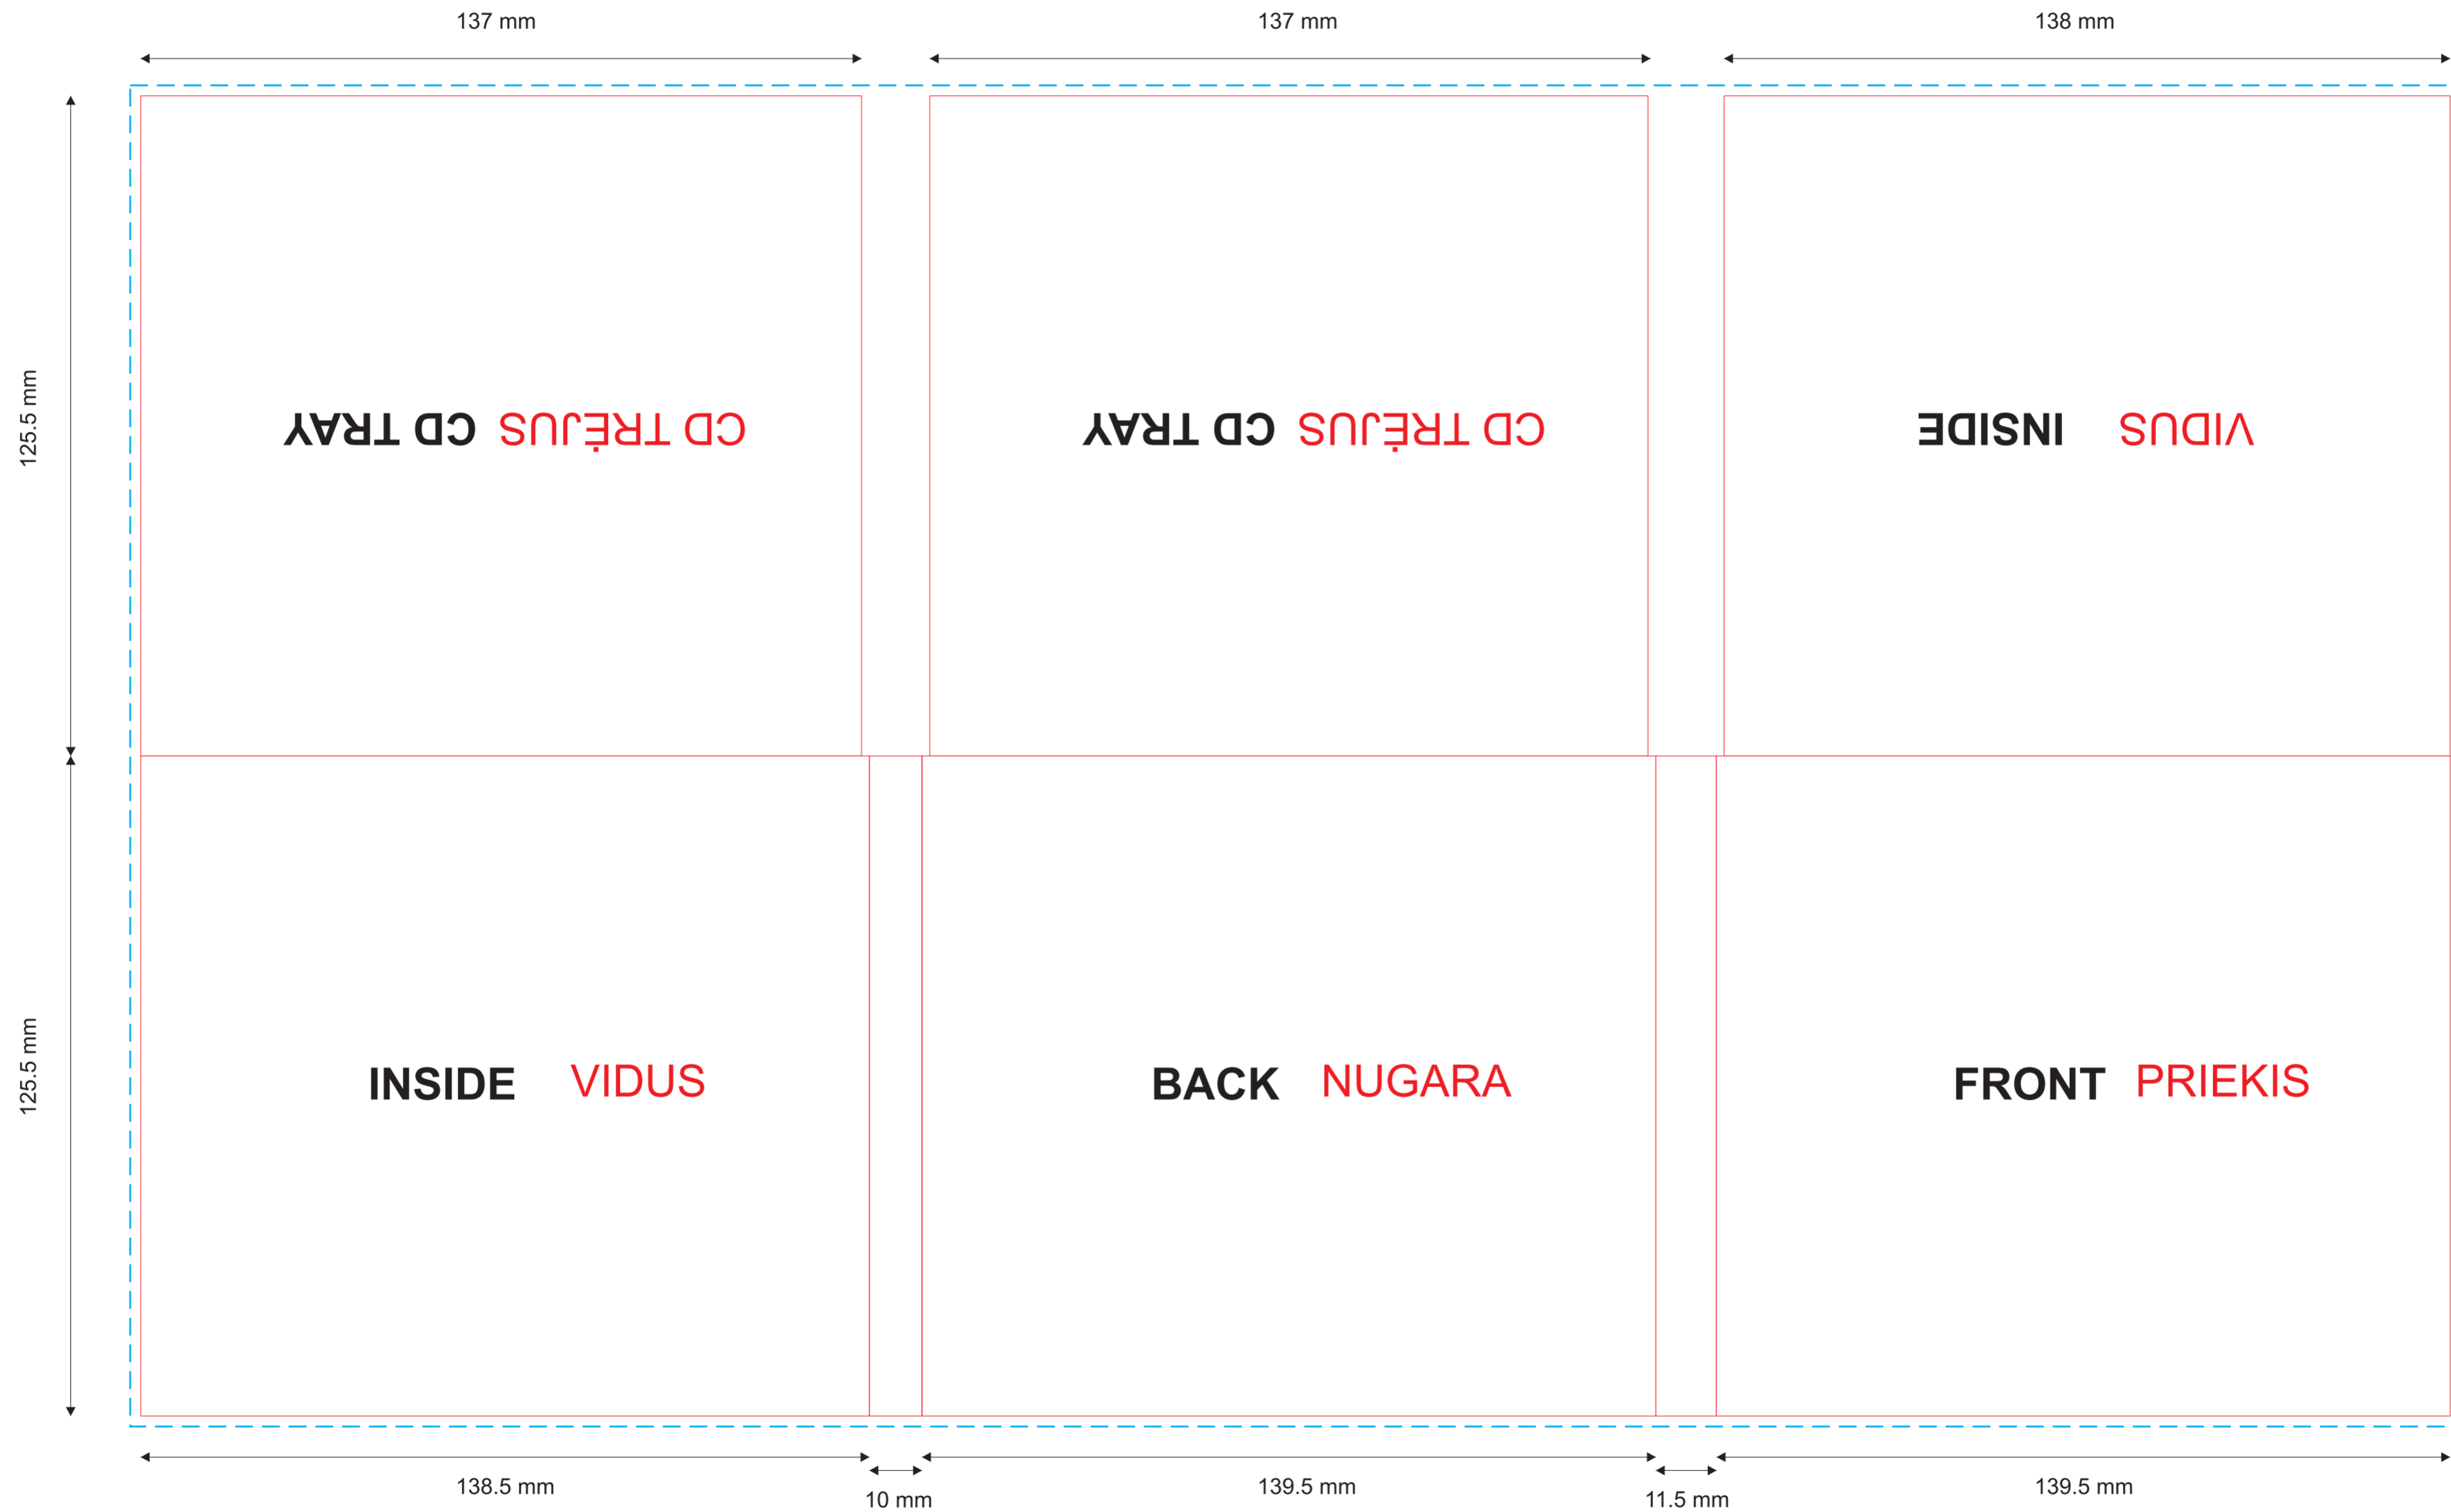 137 mm 137 mm 138 mm
125.5 mm
CD TRĖJUS CD TRAY
CD TRĖJUS CD TRAY
VIDUS INSIDE
125.5 mm
INSIDE VIDUS
BACK NUGARA
FRONT PRIEKIS
138.5 mm 10 mm 139.5 mm 11.5 mm 139.5 mm